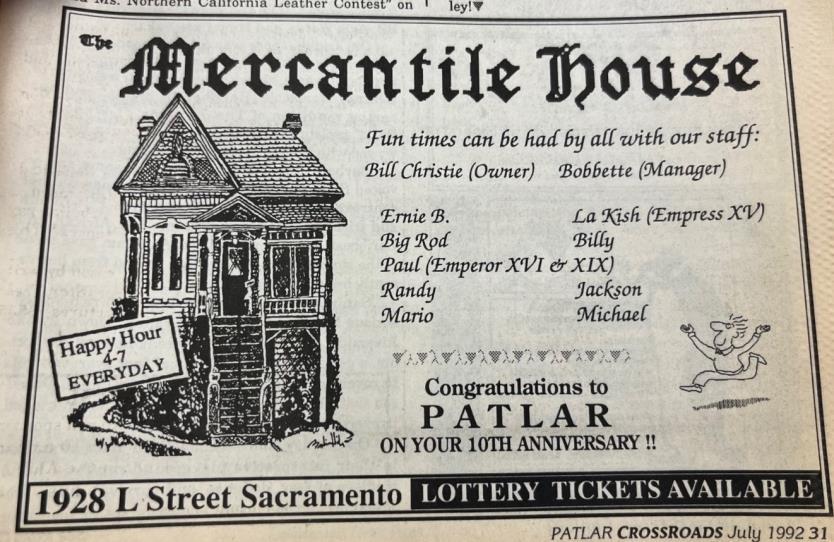 Ms. Northern California Leather Contest" on
ley!
The Mercantile House
Fun times can be had by all with our staff:
Bill Christie (Owner) Bobbette (Manager)
Ernie B. La Kish (Empress XV)
Big Rod Billy
Paul (Emperor XVI & XIX)
Randy Jackson
Mario Michael
Happy Hour
4-7
EVERYDAY
Congratulations to
PATLAR
ON YOUR 10TH ANNIVERSARY !!
1928 L Street Sacramento LOTTERY TICKETS AVAILABLE
PATLAR CROSSROADS July 1992 31